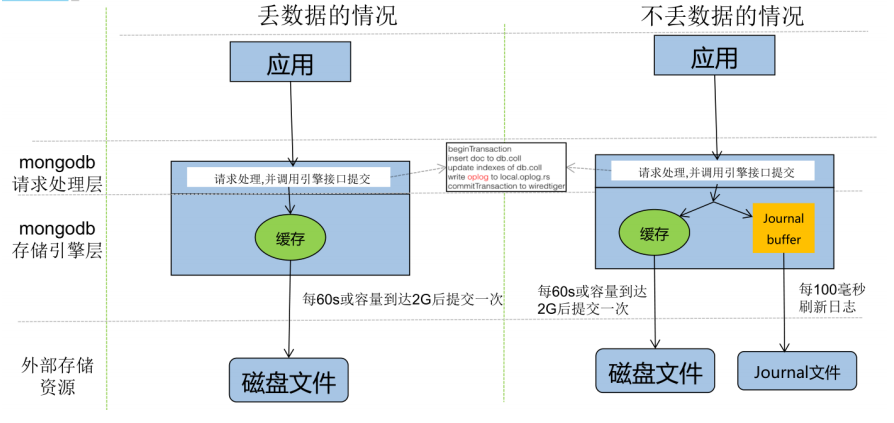 丢数据的情况
不丢数据的情况
应用
应用
mongodb
请求处理层
请求处理,并调用引擎接口提交
beginTransaction
insert doc to db.coll
update indexes of db.coll
write oplog to local.oplog.rs
commitTransaction to wiredtiger
请求处理,并调用引擎接口提交
mongodb
存储引擎层
缓存
缓存
Journal
buffer
每60s或容量到达2G后提交一次
每60s或容量到达
2G后提交一次
每100毫秒
刷新日志
外部存储
资源
磁盘文件
磁盘文件
Journal文件